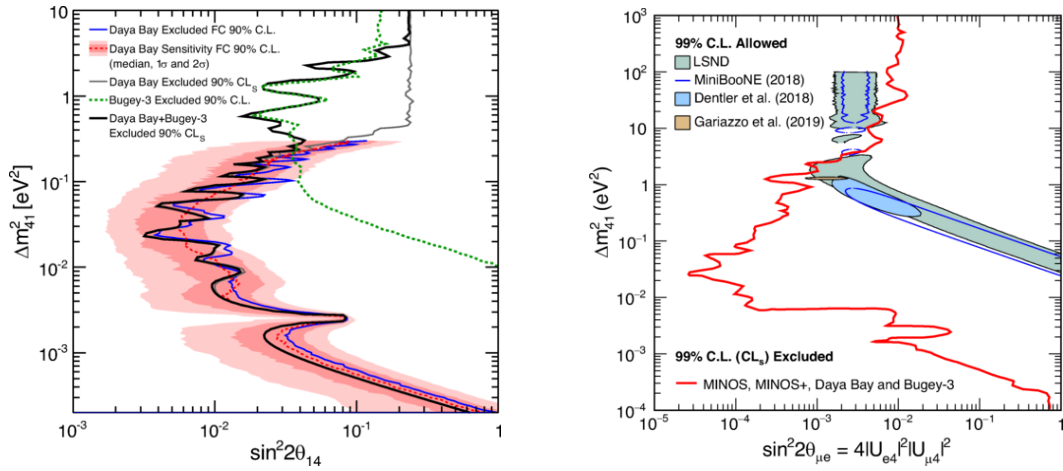 Daya Bay Excluded FC 90% C.L.
Daya Bay Sensitivity FC 90% C.L.
(median, 1σ and 2σ)
Daya Bay Excluded 90% CLₛ
Bugey-3 Excluded 90% C.L.
Daya Bay+Bugey-3
Excluded 90% CLₛ
Δm²₄₁ [eV²]
10
1
10⁻¹
10⁻²
10⁻³
10⁻³
10⁻²
10⁻¹
1
sin²2θ₁₄
99% C.L. Allowed
LSND
MiniBooNE (2018)
Dentler et al. (2018)
Gariazzo et al. (2019)
99% C.L. (CLₛ) Excluded
MINOS, MINOS+, Daya Bay and Bugey-3
Δm²₄₁ (eV²)
10³
10²
10
1
10⁻¹
10⁻²
10⁻³
10⁻⁴
10⁻⁵
10⁻⁴
10⁻³
10⁻²
10⁻¹
1
sin²2θμₑ = 4|Uₑ₄|²|Uμ₄|²